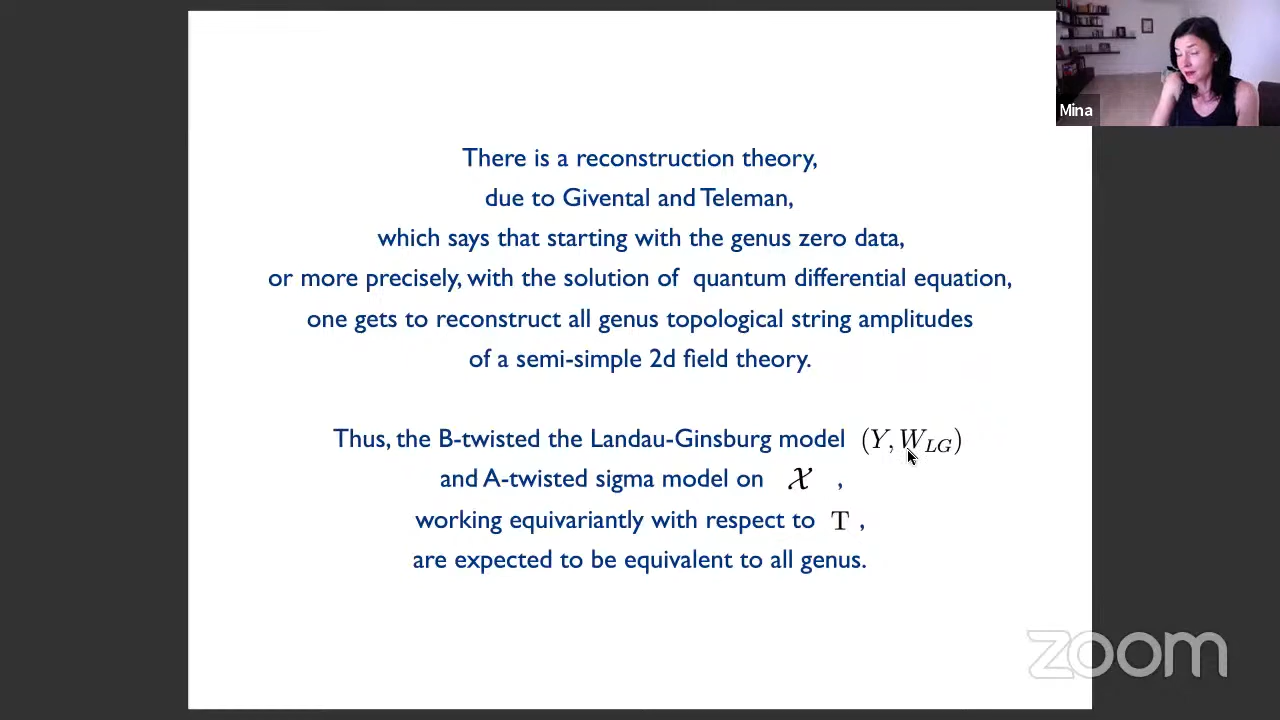 There is a reconstruction theory,
due to Givental and Teleman,
which says that starting with the genus zero data,
or more precisely, with the solution of quantum differential equation,
one gets to reconstruct all genus topological string amplitudes
of a semi-simple 2d field theory.
Thus, the B-twisted the Landau-Ginsburg model (Y, W_{LG})
and A-twisted sigma model on 𝒳 ,
working equivariantly with respect to T ,
are expected to be equivalent to all genus.
Mina
zoom